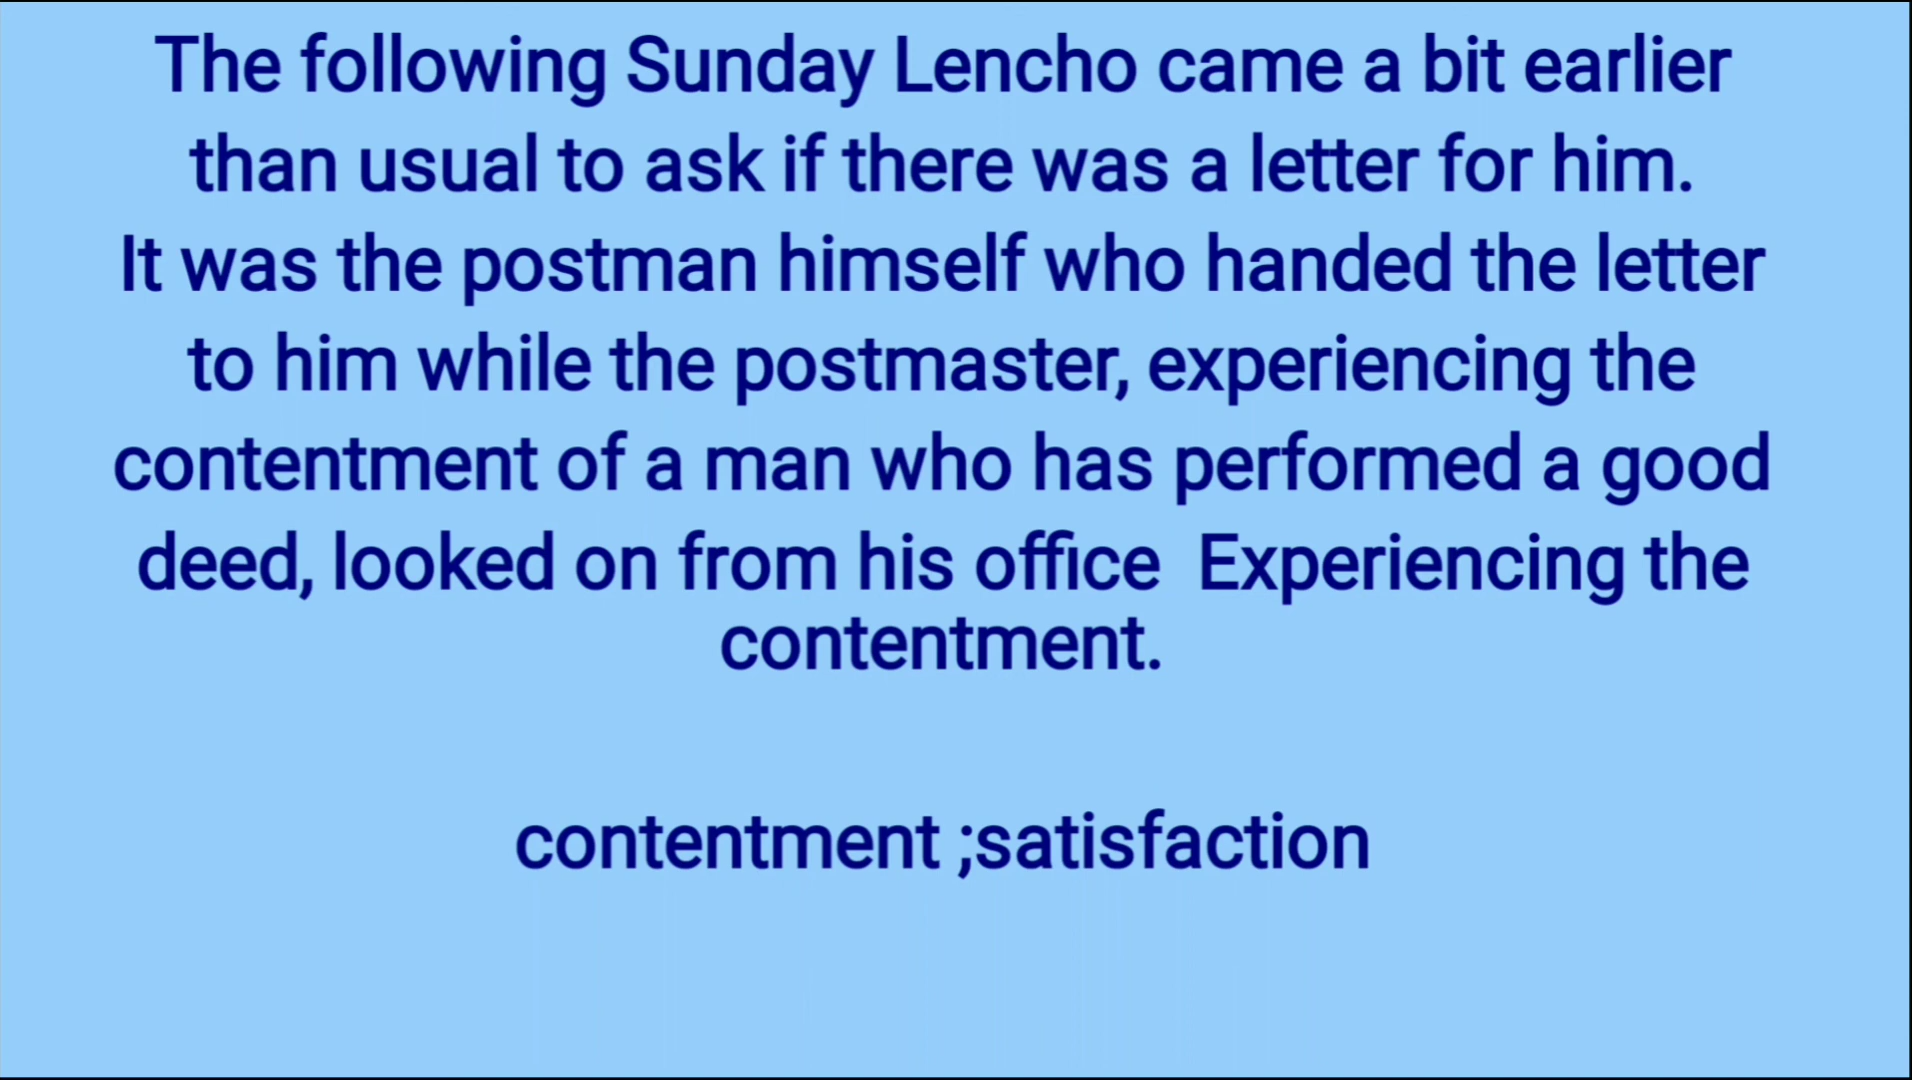 The following Sunday Lencho came a bit earlier
than usual to ask if there was a letter for him.
It was the postman himself who handed the letter
to him while the postmaster, experiencing the
contentment of a man who has performed a good
deed, looked on from his office  Experiencing the
contentment.
contentment ;satisfaction